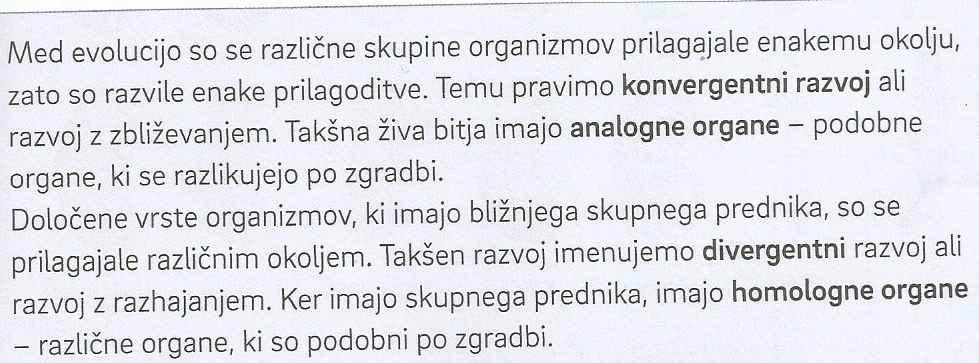 Med evolucijo so se različne skupine organizmov prilagajale enakemu okolju,
zato so razvile enake prilagoditve. Temu pravimo konvergentni razvoj ali
razvoj z zbliževanjem. Takšna živa bitja imajo analogne organe – podobne
organe, ki se razlikujejo po zgradbi.
Določene vrste organizmov, ki imajo bližnjega skupnega prednika, so se
prilagajale različnim okoljem. Takšen razvoj imenujemo divergentni razvoj ali
razvoj z razhajanjem. Ker imajo skupnega prednika, imajo homologne organe
– različne organe, ki so podobni po zgradbi.